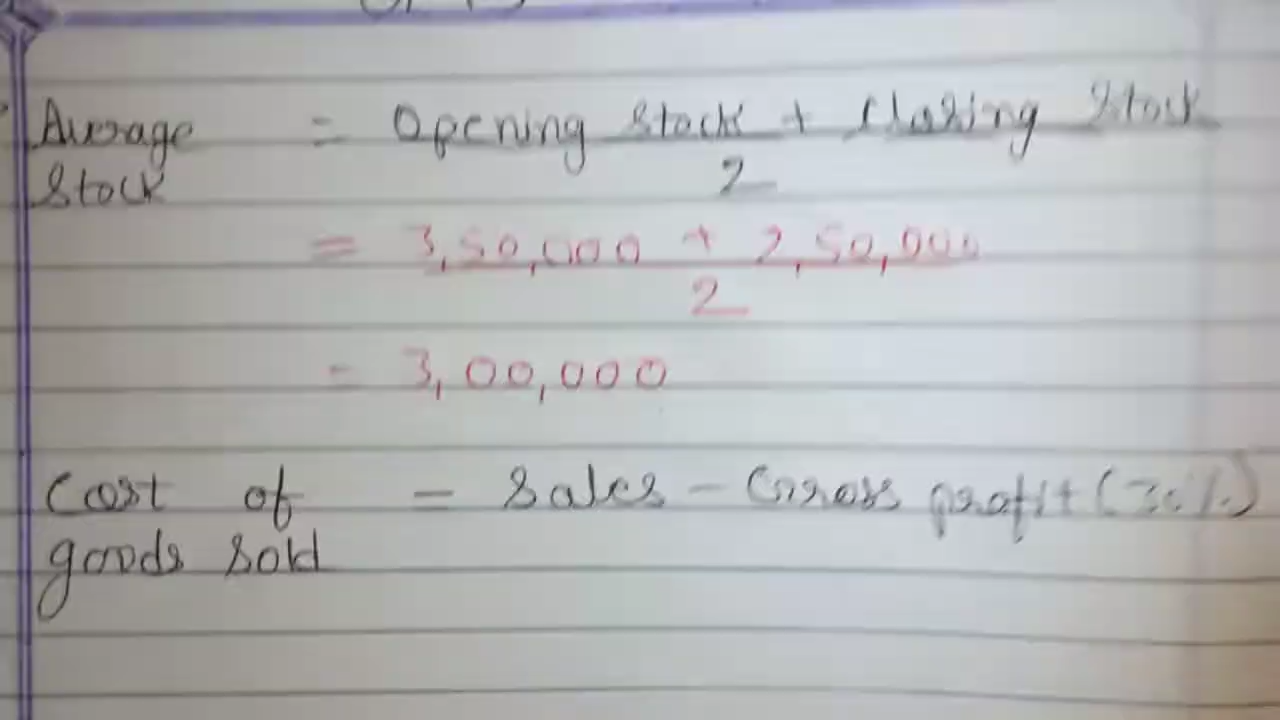 Average = Opening stock + Closing Stock
Stock 2
= 3,50,000 + 2,50,000
2
= 3,00,000
Cost of = Sales - Gross profit (30%)
goods sold